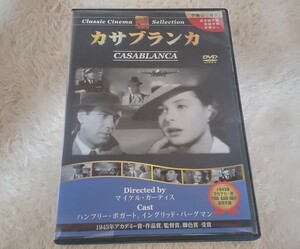 Classic Cinema Selection
カサブランカ
CASABLANCA
DVD
Directed by
マイケル・カーティス
Cast
ハンフリー・ボガート、イングリッド・バーグマン
1943年アカデミー賞・作品賞、監督賞、脚色賞 受賞